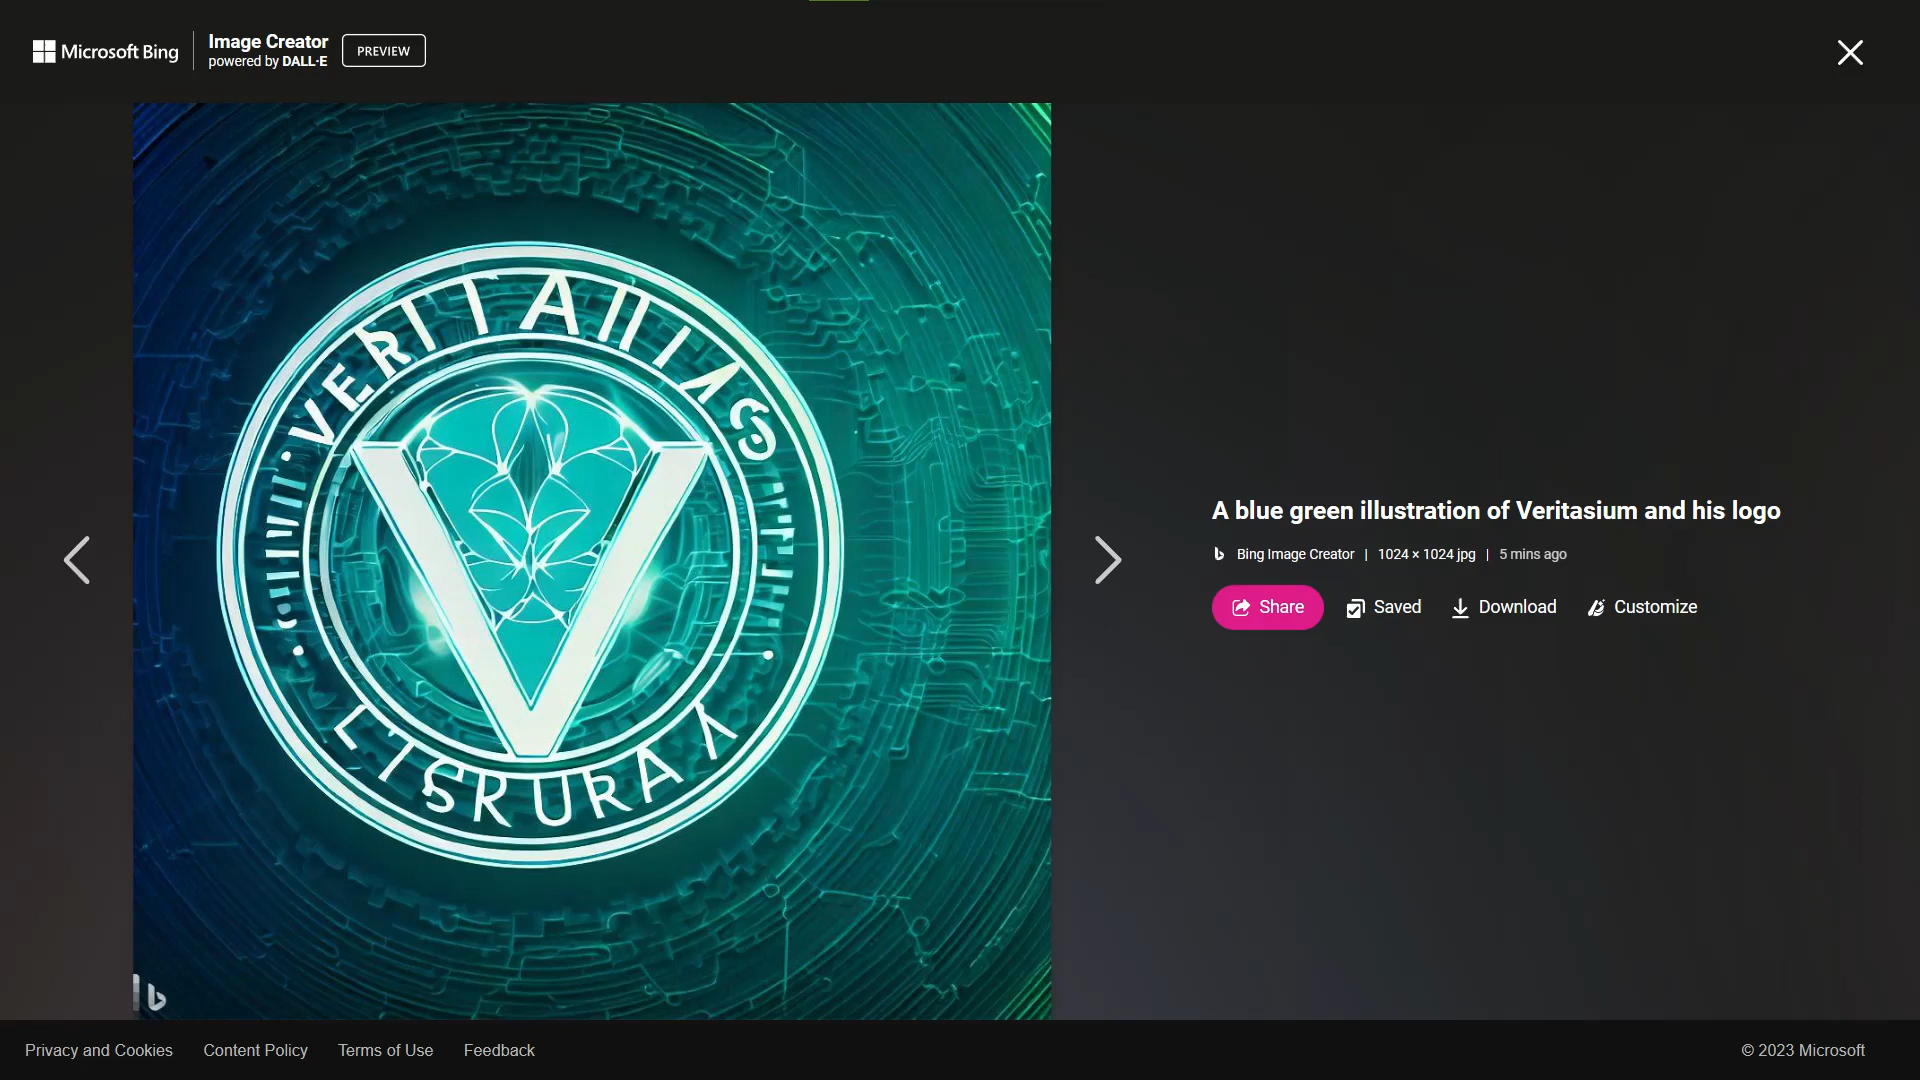 Microsoft Bing
Image Creator
powered by DALL·E
PREVIEW
A blue green illustration of Veritasium and his logo
Bing Image Creator | 1024 × 1024 jpg | 5 mins ago
Share
Saved
Download
Customize
V
Privacy and Cookies
Content Policy
Terms of Use
Feedback
© 2023 Microsoft